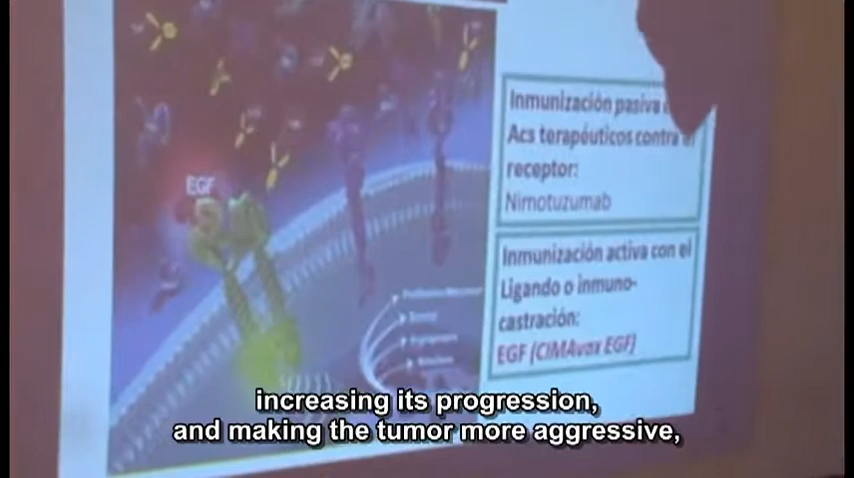 EGF
Inmunización pasiva
Acs terapéuticos contra el
receptor:
Nimotuzumab
Inmunización activa con el
Ligando o inmuno-
castración:
EGF (CIMAvax EGF)
increasing its progression,
and making the tumor more aggressive,